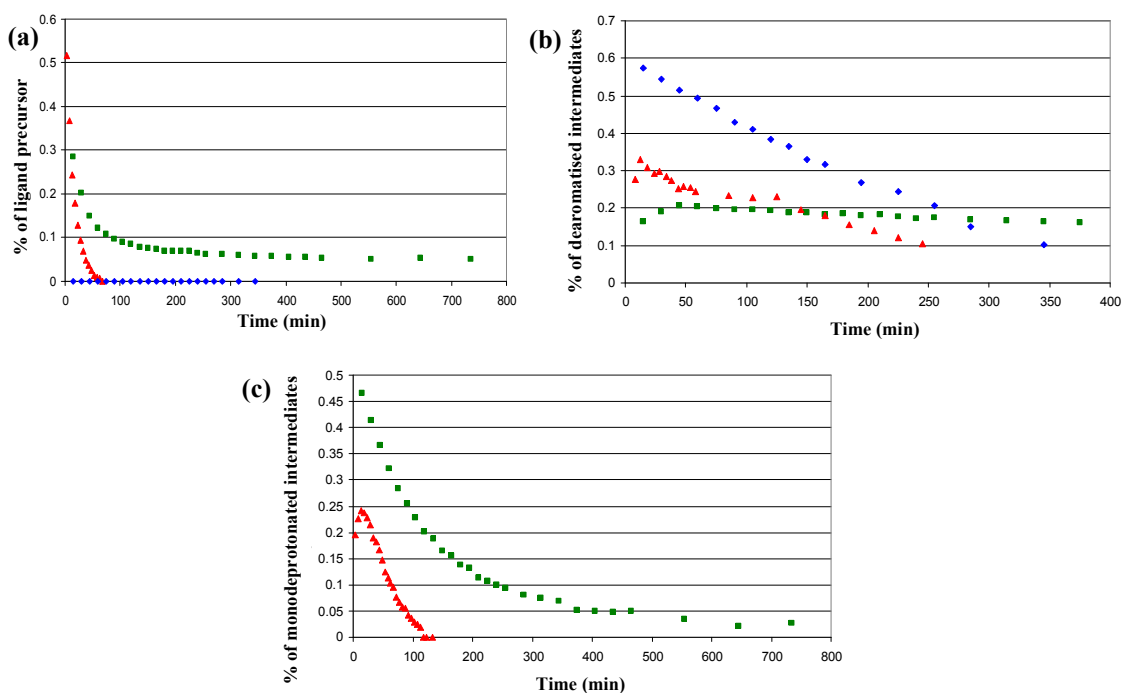 (a)
% of ligand precursor
0.6
0.5
0.4
0.3
0.2
0.1
0
0 100 200 300 400 500 600 700 800
Time (min)
(b)
% of dearomatised intermediates
0.7
0.6
0.5
0.4
0.3
0.2
0.1
0
0 50 100 150 200 250 300 350 400
Time (min)
(c)
% of monodeprotonated intermediates
0.5
0.45
0.4
0.35
0.3
0.25
0.2
0.15
0.1
0.05
0
0 100 200 300 400 500 600 700 800
Time (min)